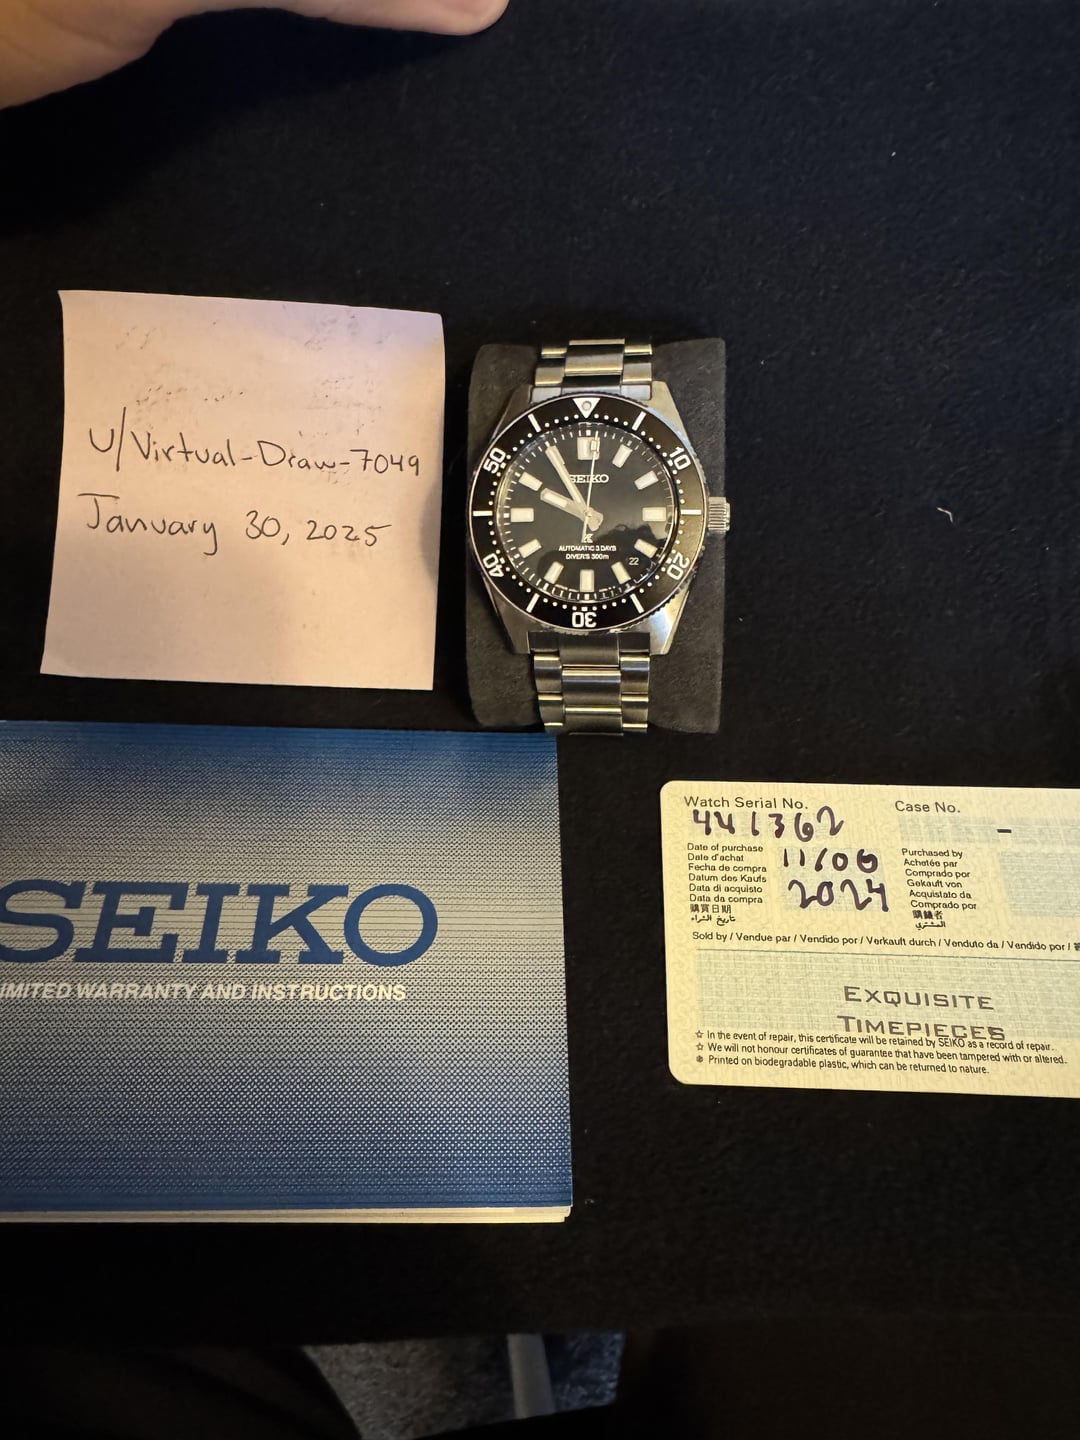 u/Virtual-Draw-7049
January 30, 2025
50
10
40
20
30
SEIKO
AUTOMATIC 3 DAYS
DIVER'S 300m
22
SEIKO
LIMITED WARRANTY AND INSTRUCTIONS
Watch Serial No.
441362
Case No.
-
Date of purchase
Date d'achat
Fecha de compra
Datum des Kaufs
Data di acquisto
Data da compra
購買日期
تاريخ الشراء
11/06
2024
Purchased by
Achetée par
Comprado por
Gekauft von
Acquistato da
Comprado por
購買者
المشتري
Sold by / Vendue par / Vendido por / Verkauft durch / Venduto da / Vendido por /
EXQUISITE
TIMEPIECES
☆ In the event of repair, this certificate will be retained by SEIKO as a record of repair.
☆ We will not honour certificates of guarantee that have been tampered with or altered.
❄ Printed on biodegradable plastic, which can be returned to nature.